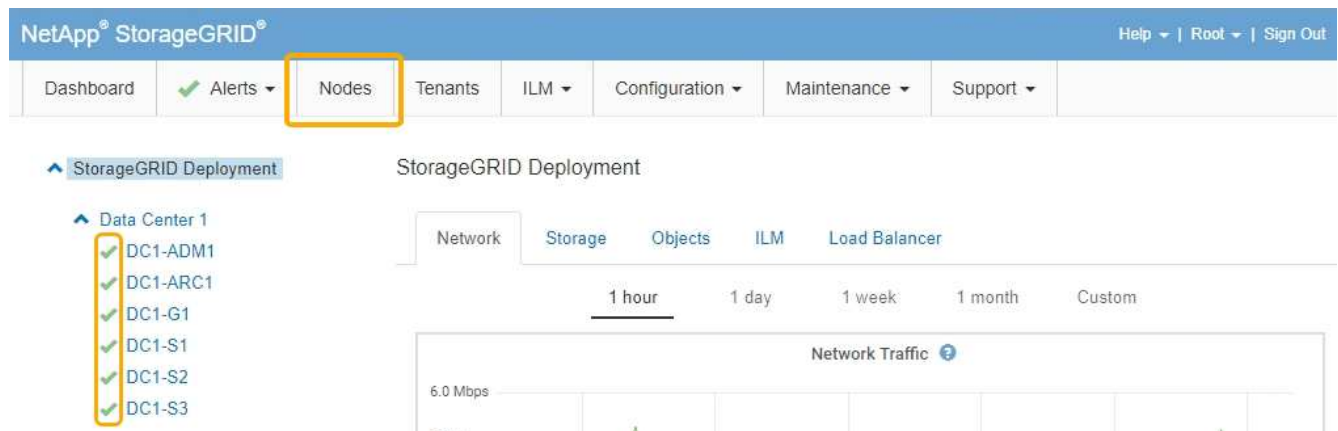 NetApp® StorageGRID®
Help | Root | Sign Out
Dashboard Alerts Nodes Tenants ILM Configuration Maintenance Support
StorageGRID Deployment
StorageGRID Deployment
Data Center 1
DC1-ADM1
DC1-ARC1
DC1-G1
DC1-S1
DC1-S2
DC1-S3
Network Storage Objects ILM Load Balancer
1 hour 1 day 1 week 1 month Custom
Network Traffic
6.0 Mbps